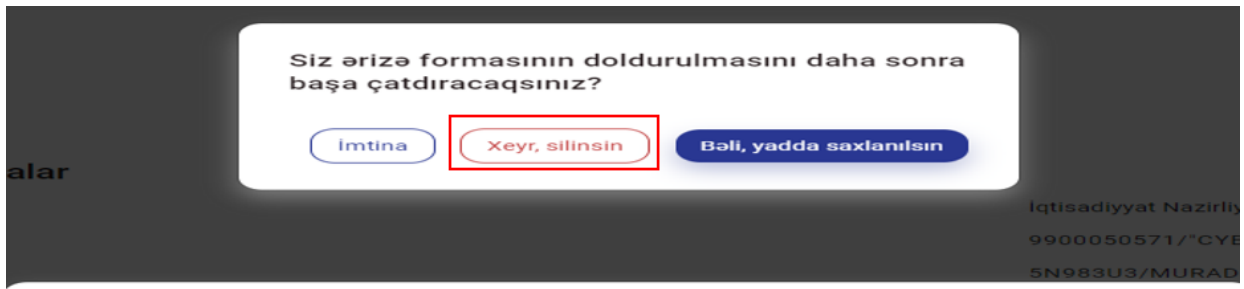 Siz ərizə formasının doldurulmasını daha sonra
başa çatdıracaqsınız?
İmtina
Xeyr, silinsin
Bəli, yadda saxlanılsın
alar
İqtisadiyyat Nazirliy
9900050571/"CYB
5N983U3/MURAD